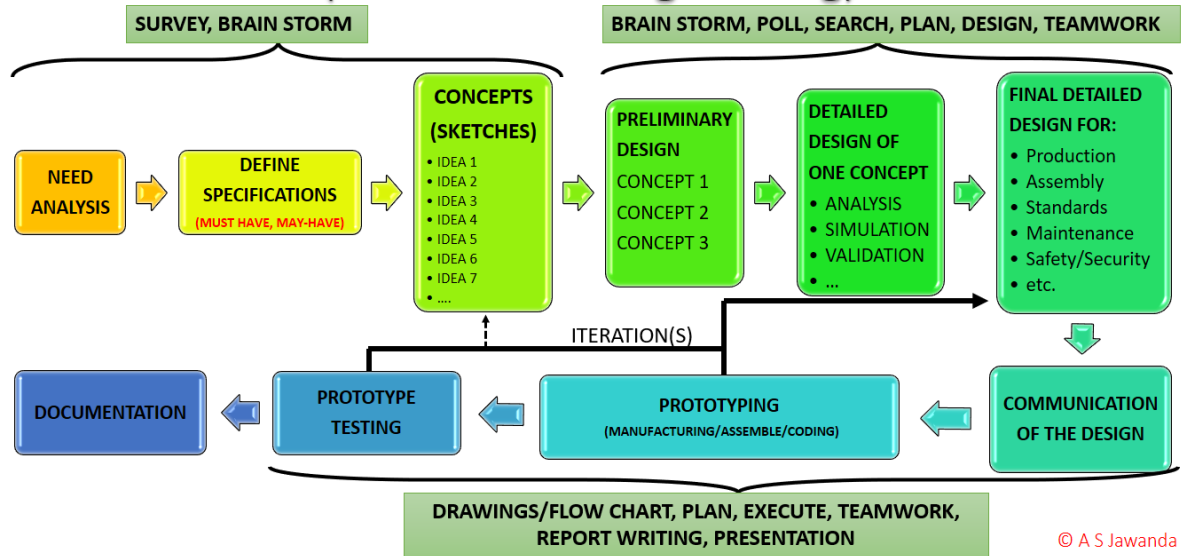 SURVEY, BRAIN STORM
BRAIN STORM, POLL, SEARCH, PLAN, DESIGN, TEAMWORK
NEED
ANALYSIS
DEFINE
SPECIFICATIONS
(MUST HAVE, MAY-HAVE)
CONCEPTS
(SKETCHES)
• IDEA 1
• IDEA 2
• IDEA 3
• IDEA 4
• IDEA 5
• IDEA 6
• IDEA 7
• ....
PRELIMINARY
DESIGN
CONCEPT 1
CONCEPT 2
CONCEPT 3
DETAILED
DESIGN OF
ONE CONCEPT
• ANALYSIS
• SIMULATION
• VALIDATION
• ...
FINAL DETAILED
DESIGN FOR:
• Production
• Assembly
• Standards
• Maintenance
• Safety/Security
• etc.
ITERATION(S)
COMMUNICATION
OF THE DESIGN
PROTOTYPING
(MANUFACTURING/ASSEMBLE/CODING)
PROTOTYPE
TESTING
DOCUMENTATION
DRAWINGS/FLOW CHART, PLAN, EXECUTE, TEAMWORK,
REPORT WRITING, PRESENTATION
© A S Jawanda